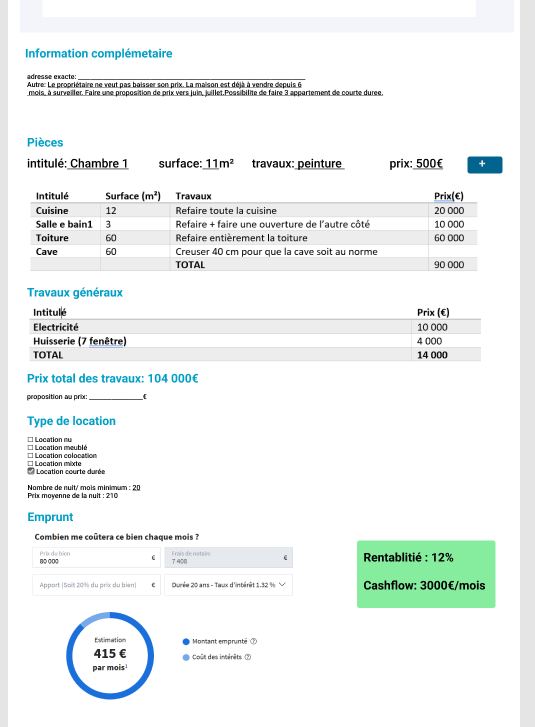 Information complémetaire
adresse exacte: ______________________________
Autre: Le propriétaire ne veut pas baisser son prix. La maison est déjà à vendre depuis 6
mois, à surveiller. Faire une proposition de prix vers juin, juillet.Possibilite de faire 3 appartement de courte duree.
Pièces
intitulé: Chambre 1 surface: 11m² travaux: peinture prix: 500€ +
Intitulé Surface (m²) Travaux Prix(€)
Cuisine 12 Refaire toute la cuisine 20 000
Salle e bain1 3 Refaire + faire une ouverture de l'autre côté 10 000
Toiture 60 Refaire entièrement la toiture 60 000
Cave 60 Creuser 40 cm pour que la cave soit au norme
TOTAL 90 000
Travaux généraux
Intitulé Prix (€)
Electricité 10 000
Huisserie (7 fenêtre) 4 000
TOTAL 14 000
Prix total des travaux: 104 000€
proposition au prix: ______________€
Type de location
☐ Location nu
☐ Location meublé
☐ Location colocation
☐ Location mixte
☑ Location courte durée
Nombre de nuit/ mois minimum : 20
Prix moyenne de la nuit : 210
Emprunt
Combien me coûtera ce bien chaque mois ?
Prix du bien
80 000 €
Frais de notaire
7 408 €
Apport (Soit 20% du prix du bien) €
Durée 20 ans - Taux d'intérêt 1.32 %
Rentablitié : 12%
Cashflow: 3000€/mois
Estimation
415 €
par mois¹
Montant emprunté ?
Coût des intérêts ?